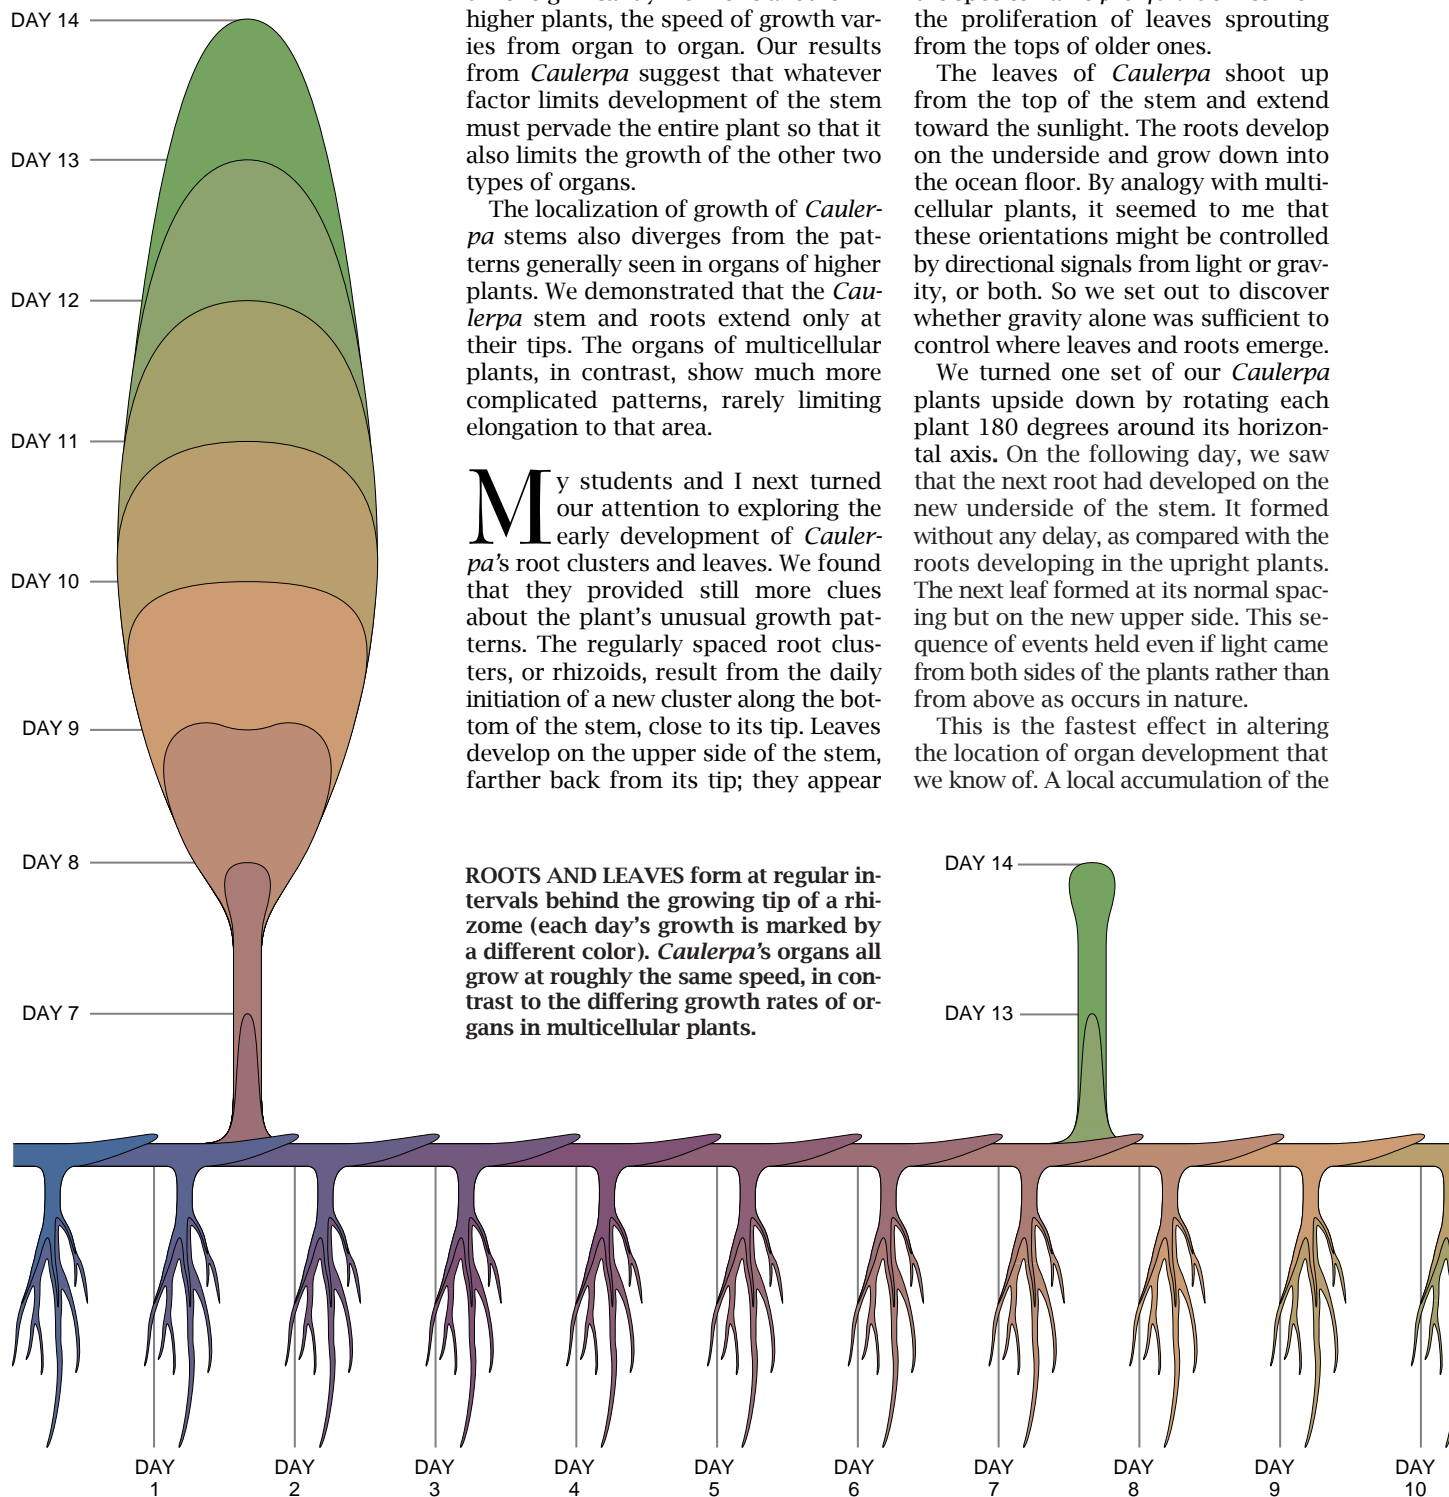 higher plants, the speed of growth var-
ies from organ to organ. Our results
from Caulerpa suggest that whatever
factor limits development of the stem
must pervade the entire plant so that it
also limits the growth of the other two
types of organs.
The localization of growth of Cauler-
pa stems also diverges from the pat-
terns generally seen in organs of higher
plants. We demonstrated that the Cau-
lerpa stem and roots extend only at
their tips. The organs of multicellular
plants, in contrast, show much more
complicated patterns, rarely limiting
elongation to that area.
My students and I next turned
our attention to exploring the
early development of Cauler-
pa's root clusters and leaves. We found
that they provided still more clues
about the plant's unusual growth pat-
terns. The regularly spaced root clus-
ters, or rhizoids, result from the daily
initiation of a new cluster along the bot-
tom of the stem, close to its tip. Leaves
develop on the upper side of the stem,
farther back from its tip; they appear
the proliferation of leaves sprouting
from the tops of older ones.
The leaves of Caulerpa shoot up
from the top of the stem and extend
toward the sunlight. The roots develop
on the underside and grow down into
the ocean floor. By analogy with multi-
cellular plants, it seemed to me that
these orientations might be controlled
by directional signals from light or grav-
ity, or both. So we set out to discover
whether gravity alone was sufficient to
control where leaves and roots emerge.
We turned one set of our Caulerpa
plants upside down by rotating each
plant 180 degrees around its horizon-
tal axis. On the following day, we saw
that the next root had developed on the
new underside of the stem. It formed
without any delay, as compared with the
roots developing in the upright plants.
The next leaf formed at its normal spac-
ing but on the new upper side. This se-
quence of events held even if light came
from both sides of the plants rather than
from above as occurs in nature.
This is the fastest effect in altering
the location of organ development that
we know of. A local accumulation of the
DAY 14
DAY 13
DAY 12
DAY 11
DAY 10
DAY 9
DAY 8
DAY 7
ROOTS AND LEAVES form at regular in-
tervals behind the growing tip of a rhi-
zome (each day's growth is marked by
a different color). Caulerpa's organs all
grow at roughly the same speed, in con-
trast to the differing growth rates of or-
gans in multicellular plants.
DAY 14
DAY 13
DAY
1
DAY
2
DAY
3
DAY
4
DAY
5
DAY
6
DAY
7
DAY
8
DAY
9
DAY
10